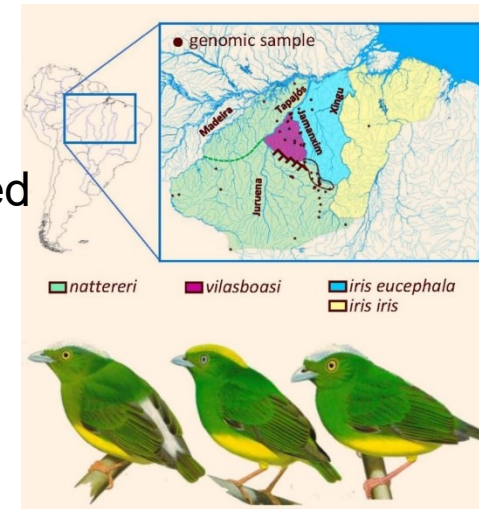 genomic sample
Madeira
Tapajós
Jamanxim
Xingu
Juruena
ed
nattereri
vilasboasi
iris eucephala
iris iris